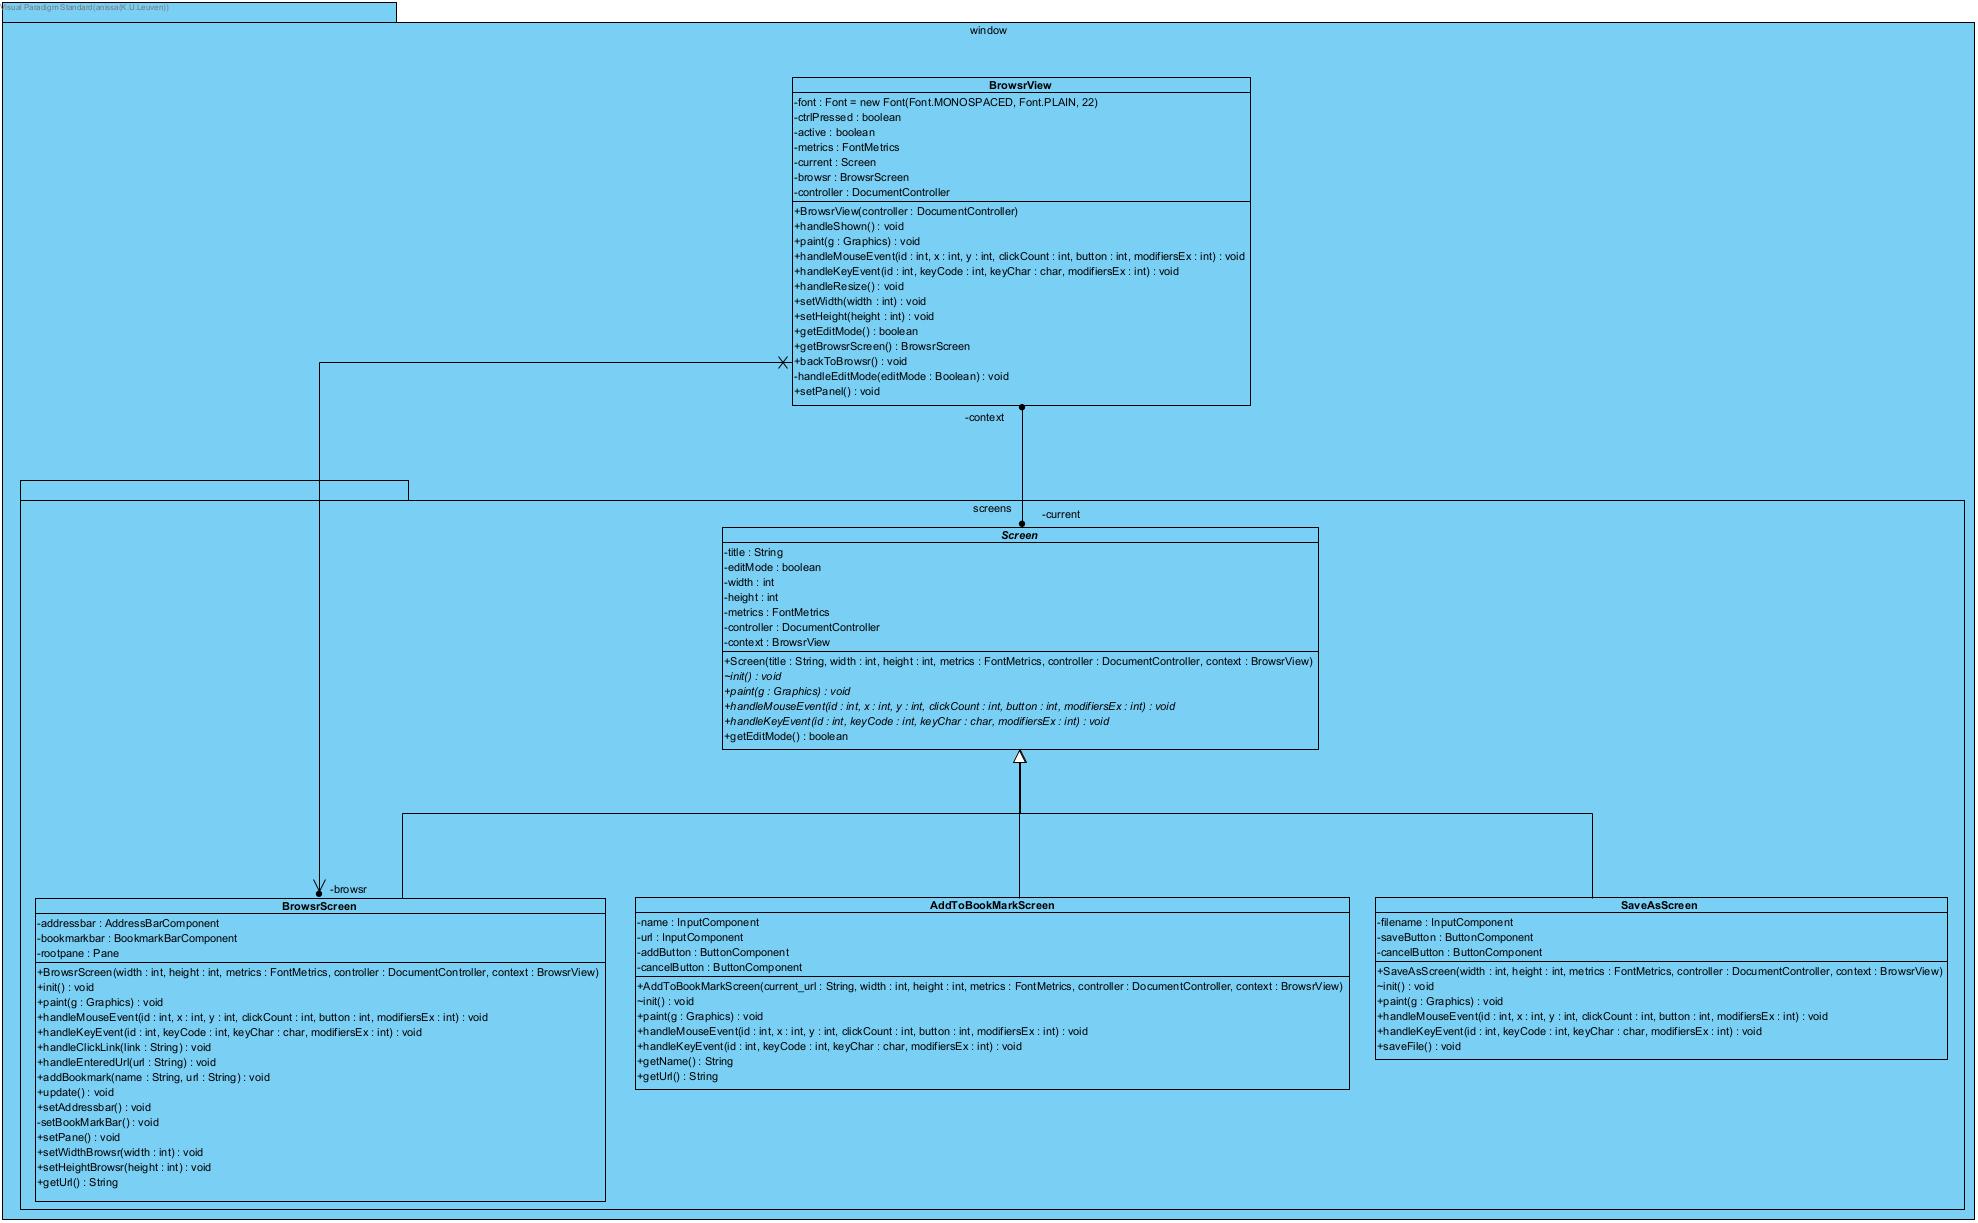 Visual Paradigm Standard(anissa(K.U.Leuven))
window
BrowsrView
-font : Font = new Font(Font.MONOSPACED, Font.PLAIN, 22)
-ctrlPressed : boolean
-active : boolean
-metrics : FontMetrics
-current : Screen
-browsr : BrowsrScreen
-controller : DocumentController
+BrowsrView(controller : DocumentController)
+handleShown() : void
+paint(g : Graphics) : void
+handleMouseEvent(id : int, x : int, y : int, clickCount : int, button : int, modifiersEx : int) : void
+handleKeyEvent(id : int, keyCode : int, keyChar : char, modifiersEx : int) : void
+handleResize() : void
+setWidth(width : int) : void
+setHeight(height : int) : void
+getEditMode() : boolean
+getBrowsrScreen() : BrowsrScreen
+backToBrowsr() : void
-handleEditMode(editMode : Boolean) : void
+setPanel() : void
-context
screens
-current
Screen
-title : String
-editMode : boolean
-width : int
-height : int
-metrics : FontMetrics
-controller : DocumentController
-context : BrowsrView
+Screen(title : String, width : int, height : int, metrics : FontMetrics, controller : DocumentController, context : BrowsrView)
~init() : void
+paint(g : Graphics) : void
+handleMouseEvent(id : int, x : int, y : int, clickCount : int, button : int, modifiersEx : int) : void
+handleKeyEvent(id : int, keyCode : int, keyChar : char, modifiersEx : int) : void
+getEditMode() : boolean
-browsr
BrowsrScreen
-addressbar : AddressBarComponent
-bookmarkbar : BookmarkBarComponent
-rootpane : Pane
+BrowsrScreen(width : int, height : int, metrics : FontMetrics, controller : DocumentController, context : BrowsrView)
+init() : void
+paint(g : Graphics) : void
+handleMouseEvent(id : int, x : int, y : int, clickCount : int, button : int, modifiersEx : int) : void
+handleKeyEvent(id : int, keyCode : int, keyChar : char, modifiersEx : int) : void
+handleClickLink(link : String) : void
+handleEnteredUrl(url : String) : void
+addBookmark(name : String, url : String) : void
+update() : void
+setAddressbar() : void
-setBookMarkBar() : void
+setPane() : void
+setWidthBrowsr(width : int) : void
+setHeightBrowsr(height : int) : void
+getUrl() : String
AddToBookMarkScreen
-name : InputComponent
-url : InputComponent
-addButton : ButtonComponent
-cancelButton : ButtonComponent
+AddToBookMarkScreen(current_url : String, width : int, height : int, metrics : FontMetrics, controller : DocumentController, context : BrowsrView)
~init() : void
+paint(g : Graphics) : void
+handleMouseEvent(id : int, x : int, y : int, clickCount : int, button : int, modifiersEx : int) : void
+handleKeyEvent(id : int, keyCode : int, keyChar : char, modifiersEx : int) : void
+getName() : String
+getUrl() : String
SaveAsScreen
-filename : InputComponent
-saveButton : ButtonComponent
-cancelButton : ButtonComponent
+SaveAsScreen(width : int, height : int, metrics : FontMetrics, controller : DocumentController, context : BrowsrView)
~init() : void
+paint(g : Graphics) : void
+handleMouseEvent(id : int, x : int, y : int, clickCount : int, button : int, modifiersEx : int) : void
+handleKeyEvent(id : int, keyCode : int, keyChar : char, modifiersEx : int) : void
+saveFile() : void